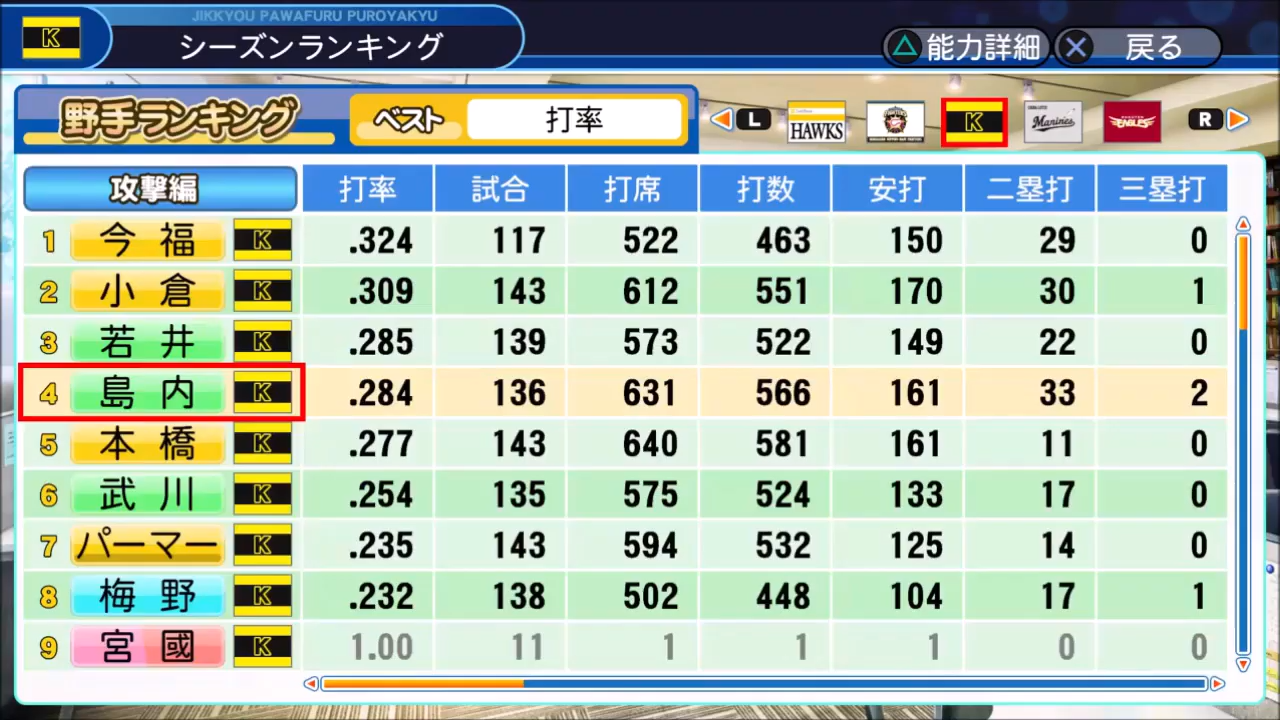 JIKKYOU PAWAFURU PUROYAKYU
K シーズンランキング △ 能力詳細 × 戻る
野手ランキング ベスト 打率 L HAWKS FIGHTERS K Marines EAGLES R
攻撃編 打率 試合 打席 打数 安打 二塁打 三塁打
1 今福 K .324 117 522 463 150 29 0
2 小倉 K .309 143 612 551 170 30 1
3 若井 K .285 139 573 522 149 22 0
4 島内 K .284 136 631 566 161 33 2
5 本橋 K .277 143 640 581 161 11 0
6 武川 K .254 135 575 524 133 17 0
7 パーマー K .235 143 594 532 125 14 0
8 梅野 K .232 138 502 448 104 17 1
9 宮國 K 1.00 11 1 1 1 0 0